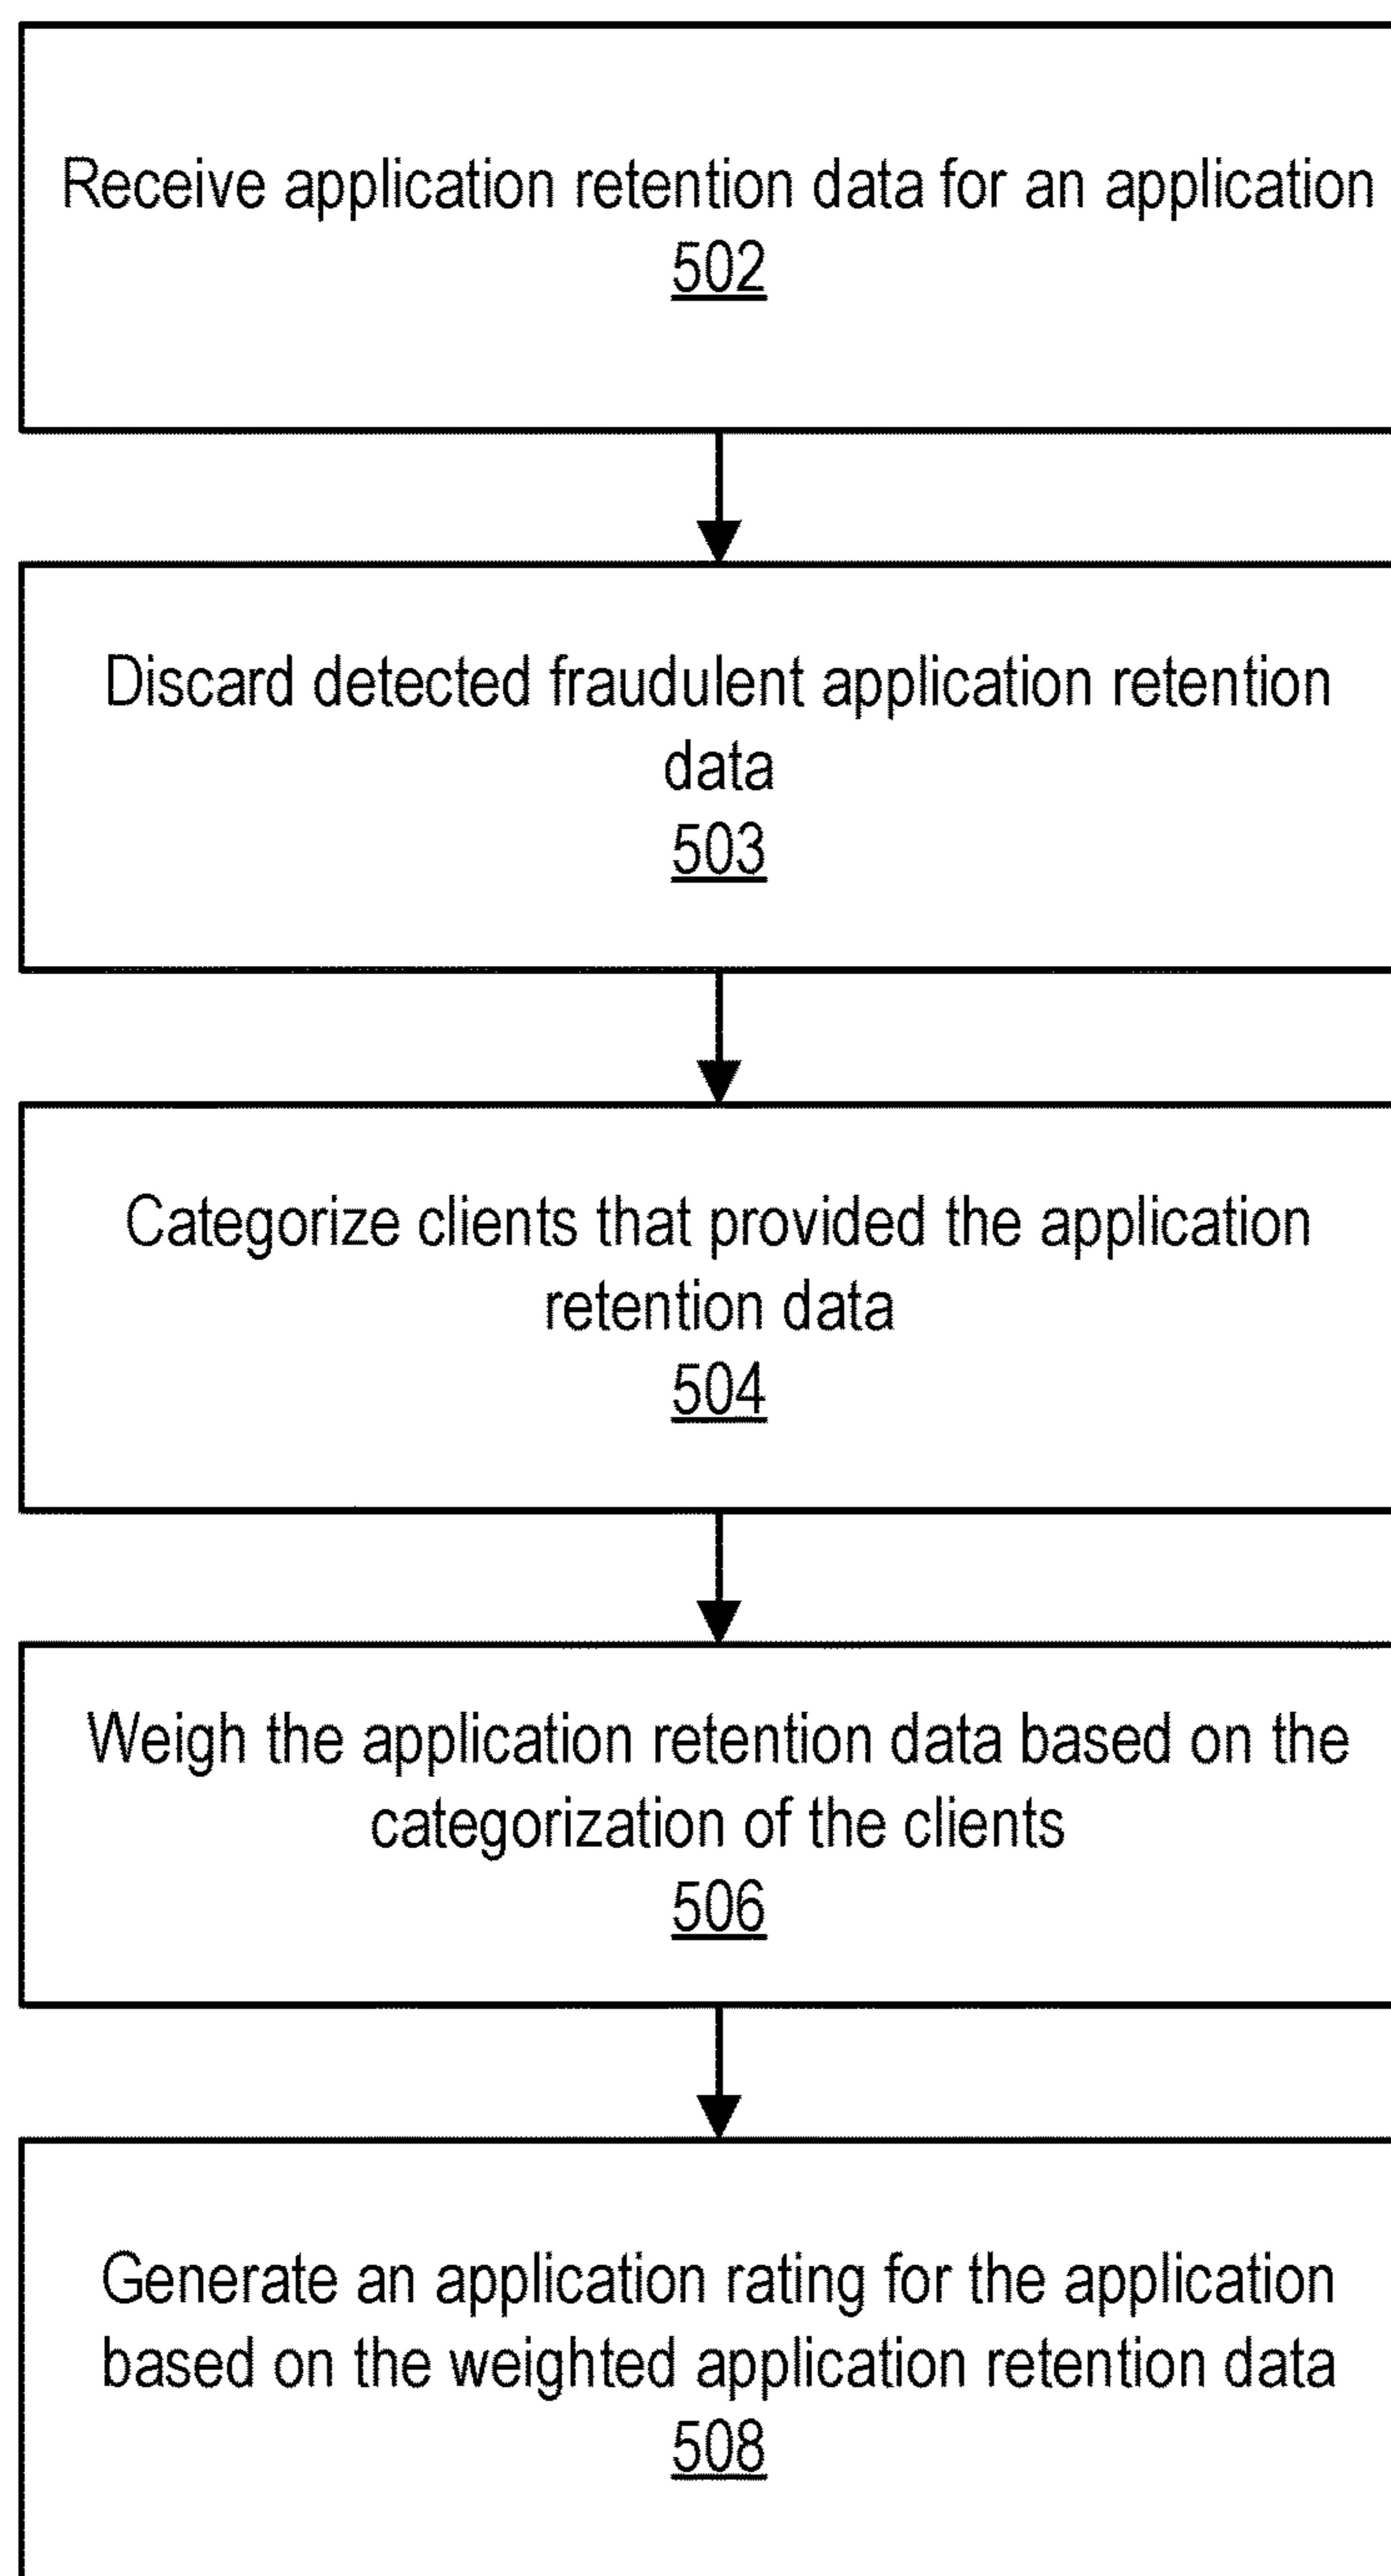 Receive application retention data for an application
502
Discard detected fraudulent application retention
data
503
Categorize clients that provided the application
retention data
504
Weigh the application retention data based on the
categorization of the clients
506
Generate an application rating for the application
based on the weighted application retention data
508